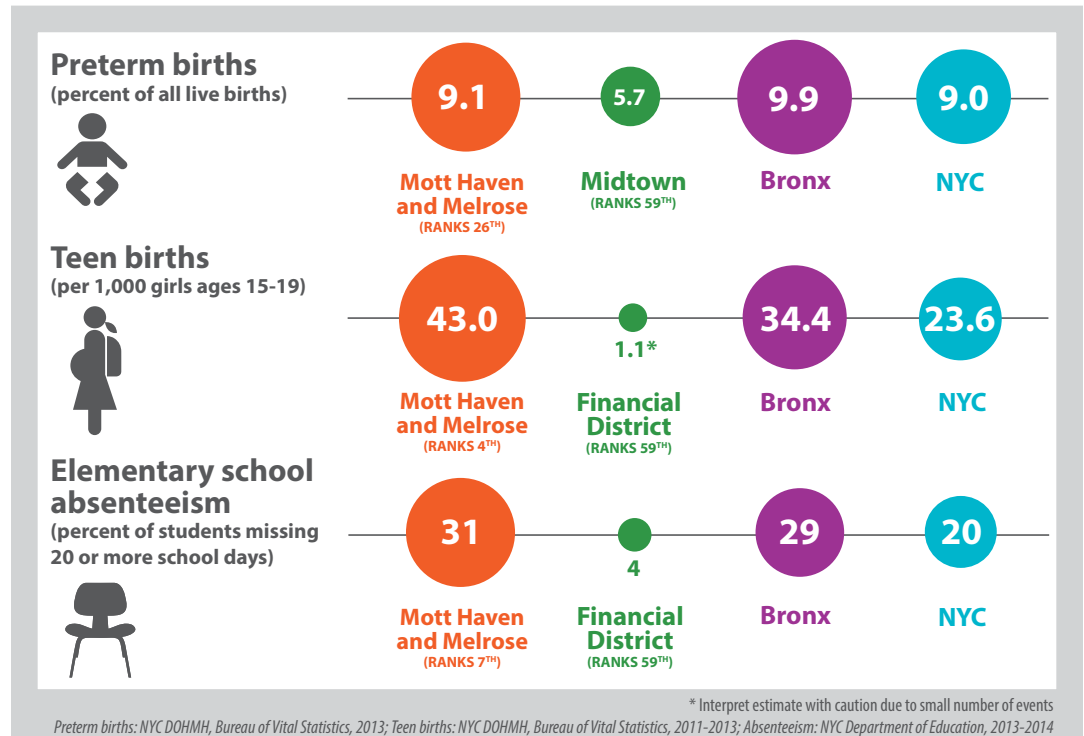 Preterm births
(percent of all live births)
9.1
5.7
9.9
9.0
Mott Haven
and Melrose
(RANKS 26TH)
Midtown
(RANKS 59TH)
Bronx
NYC
Teen births
(per 1,000 girls ages 15-19)
43.0
1.1*
34.4
23.6
Mott Haven
and Melrose
(RANKS 4TH)
Financial
District
(RANKS 59TH)
Bronx
NYC
Elementary school
absenteeism
(percent of students missing
20 or more school days)
31
4
29
20
Mott Haven
and Melrose
(RANKS 7TH)
Financial
District
(RANKS 59TH)
Bronx
NYC
* Interpret estimate with caution due to small number of events
Preterm births: NYC DOHMH, Bureau of Vital Statistics, 2013; Teen births: NYC DOHMH, Bureau of Vital Statistics, 2011-2013; Absenteeism: NYC Department of Education, 2013-2014